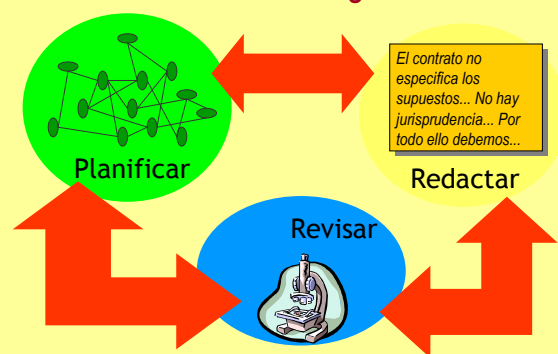 El contrato no
especifica los
supuestos... No hay
jurisprudencia... Por
todo ello debemos...
Planificar
Redactar
Revisar